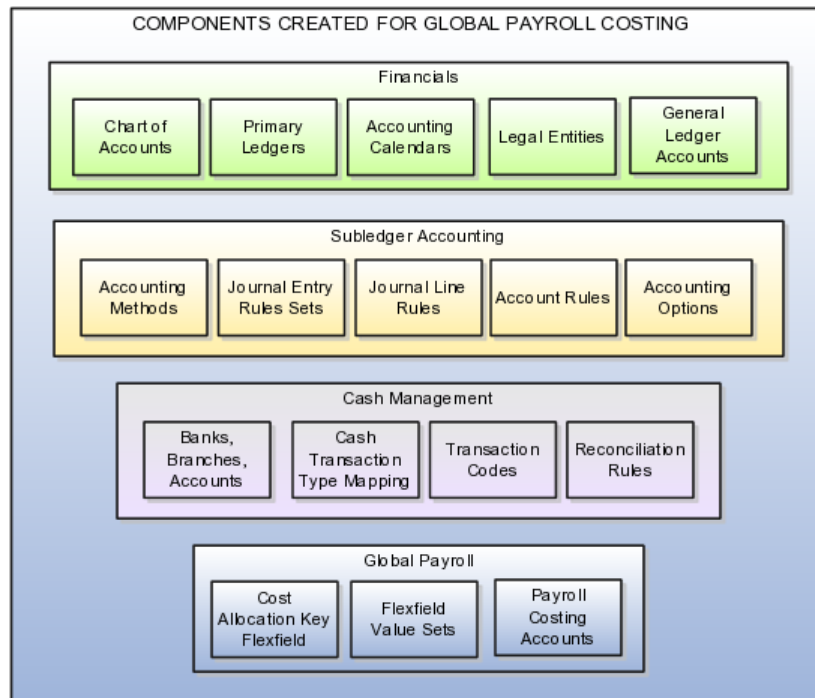 COMPONENTS CREATED FOR GLOBAL PAYROLL COSTING
Financials
Chart of
Accounts
Primary
Ledgers
Accounting
Calendars
Legal Entities
General
Ledger
Accounts
Subledger Accounting
Accounting
Methods
Journal Entry
Rules Sets
Journal Line
Rules
Account Rules
Accounting
Options
Cash Management
Banks,
Branches,
Accounts
Cash
Transaction
Type Mapping
Transaction
Codes
Reconciliation
Rules
Global Payroll
Cost
Allocation Key
Flexfield
Flexfield
Value Sets
Payroll
Costing
Accounts